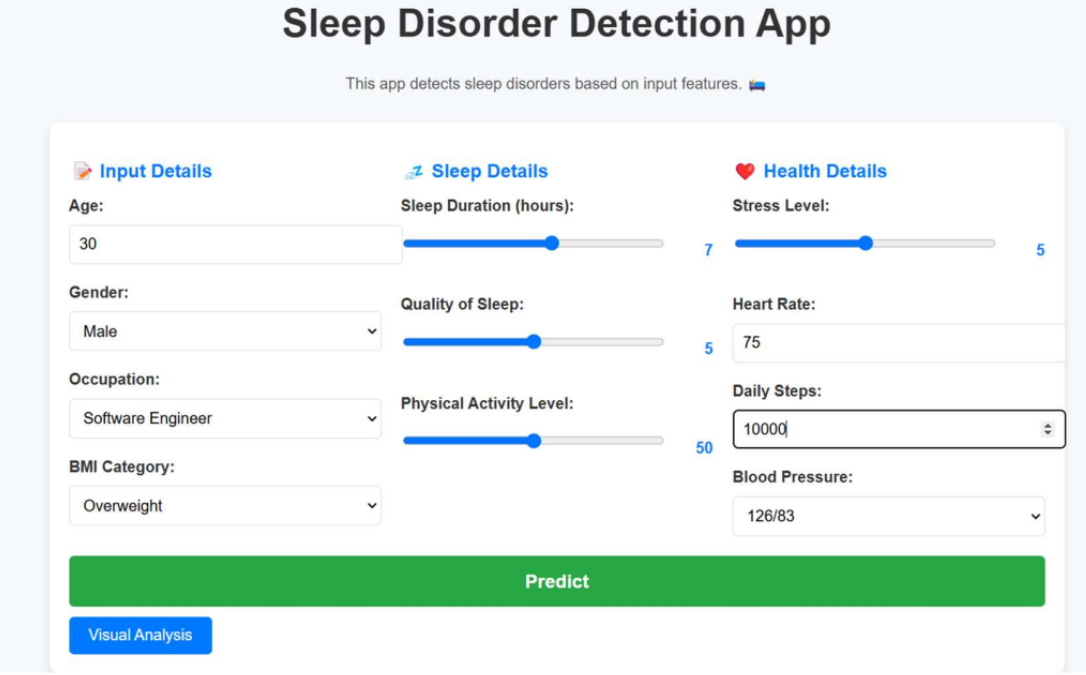 Sleep Disorder Detection App
This app detects sleep disorders based on input features.
Input Details
Age:
30
Gender:
Male
Occupation:
Software Engineer
BMI Category:
Overweight
Sleep Details
Sleep Duration (hours):
7
Quality of Sleep:
5
Physical Activity Level:
50
Health Details
Stress Level:
5
Heart Rate:
75
Daily Steps:
10000
Blood Pressure:
126/83
Predict
Visual Analysis